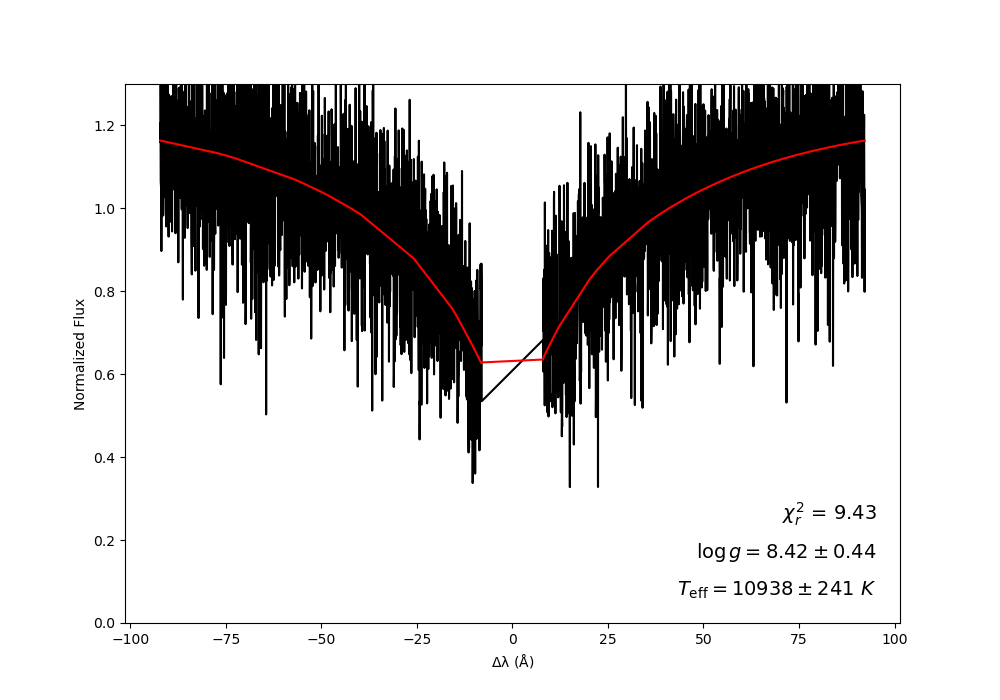 1.2
1.0
0.8
0.6
0.4
0.2
0.0
Normalized Flux
χ²ᵣ = 9.43
log g = 8.42 ± 0.44
T_eff = 10938 ± 241 K
−100 −75 −50 −25 0 25 50 75 100
Δλ (Å)